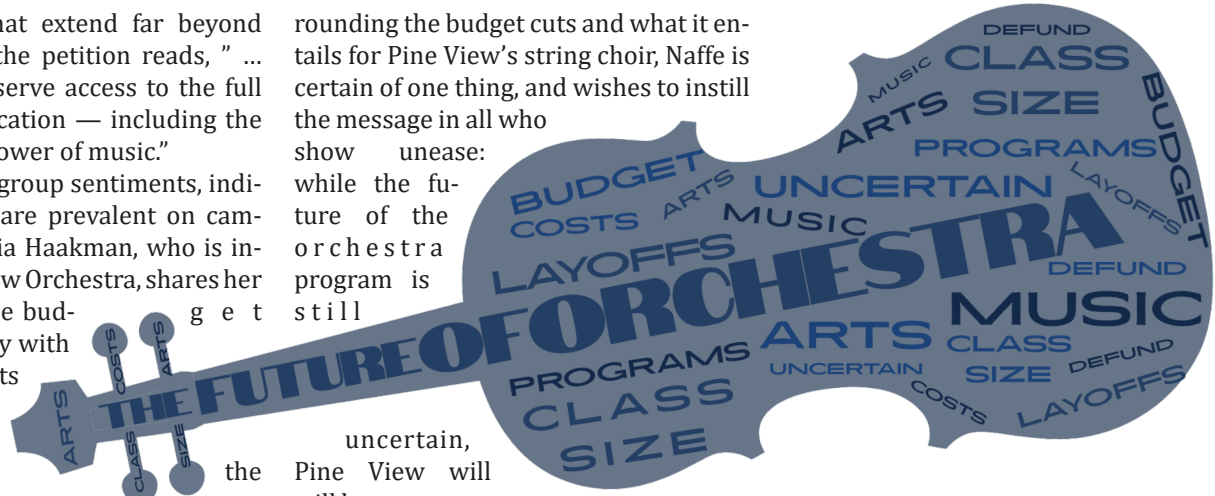 hat extend far beyond
the petition reads, ” ...
serve access to the full
cation — including the
ower of music.”
group sentiments, indi-
are prevalent on cam-
ia Haakman, who is in-
w Orchestra, shares her
e bud- g e t
y with
ts
the
rounding the budget cuts and what it en-
tails for Pine View’s string choir, Naffe is
certain of one thing, and wishes to instill
the message in all who
show unease:
while the fu-
ture of the
orchestra
program is
still
uncertain,
Pine View will
THE FUTURE OF ORCHESTRA
DEFUND
CLASS
MUSIC
SIZE
ARTS
BUDGET
PROGRAMS
BUDGET
ARTS
UNCERTAIN
LAYOFFS
COSTS
MUSIC
LAYOFFS
DEFUND
MUSIC
ARTS
CLASS
PROGRAMS
UNCERTAIN
SIZE
DEFUND
CLASS
COSTS
LAYOFFS
SIZE
COSTS
ARTS
ARTS
CLASS
SIZE